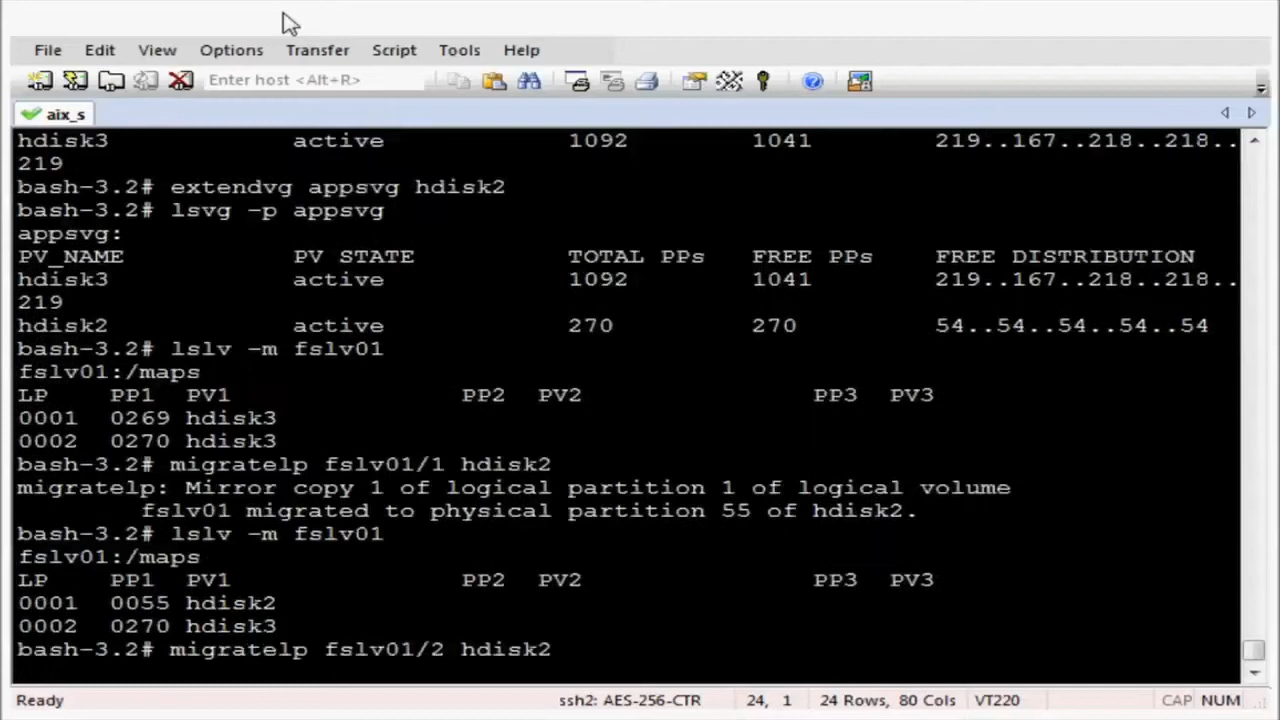 File Edit View Options Transfer Script Tools Help
Enter host <Alt+R>
aix_s
hdisk3 active 1092 1041 219..167..218..218..
219
bash-3.2# extendvg appsvg hdisk2
bash-3.2# lsvg -p appsvg
appsvg:
PV_NAME PV STATE TOTAL PPs FREE PPs FREE DISTRIBUTION
hdisk3 active 1092 1041 219..167..218..218..
219
hdisk2 active 270 270 54..54..54..54..54
bash-3.2# lslv -m fslv01
fslv01:/maps
LP PP1 PV1 PP2 PV2 PP3 PV3
0001 0269 hdisk3
0002 0270 hdisk3
bash-3.2# migratelp fslv01/1 hdisk2
migratelp: Mirror copy 1 of logical partition 1 of logical volume
fslv01 migrated to physical partition 55 of hdisk2.
bash-3.2# lslv -m fslv01
fslv01:/maps
LP PP1 PV1 PP2 PV2 PP3 PV3
0001 0055 hdisk2
0002 0270 hdisk3
bash-3.2# migratelp fslv01/2 hdisk2
Ready ssh2: AES-256-CTR 24, 1 24 Rows, 80 Cols VT220 CAP NUM